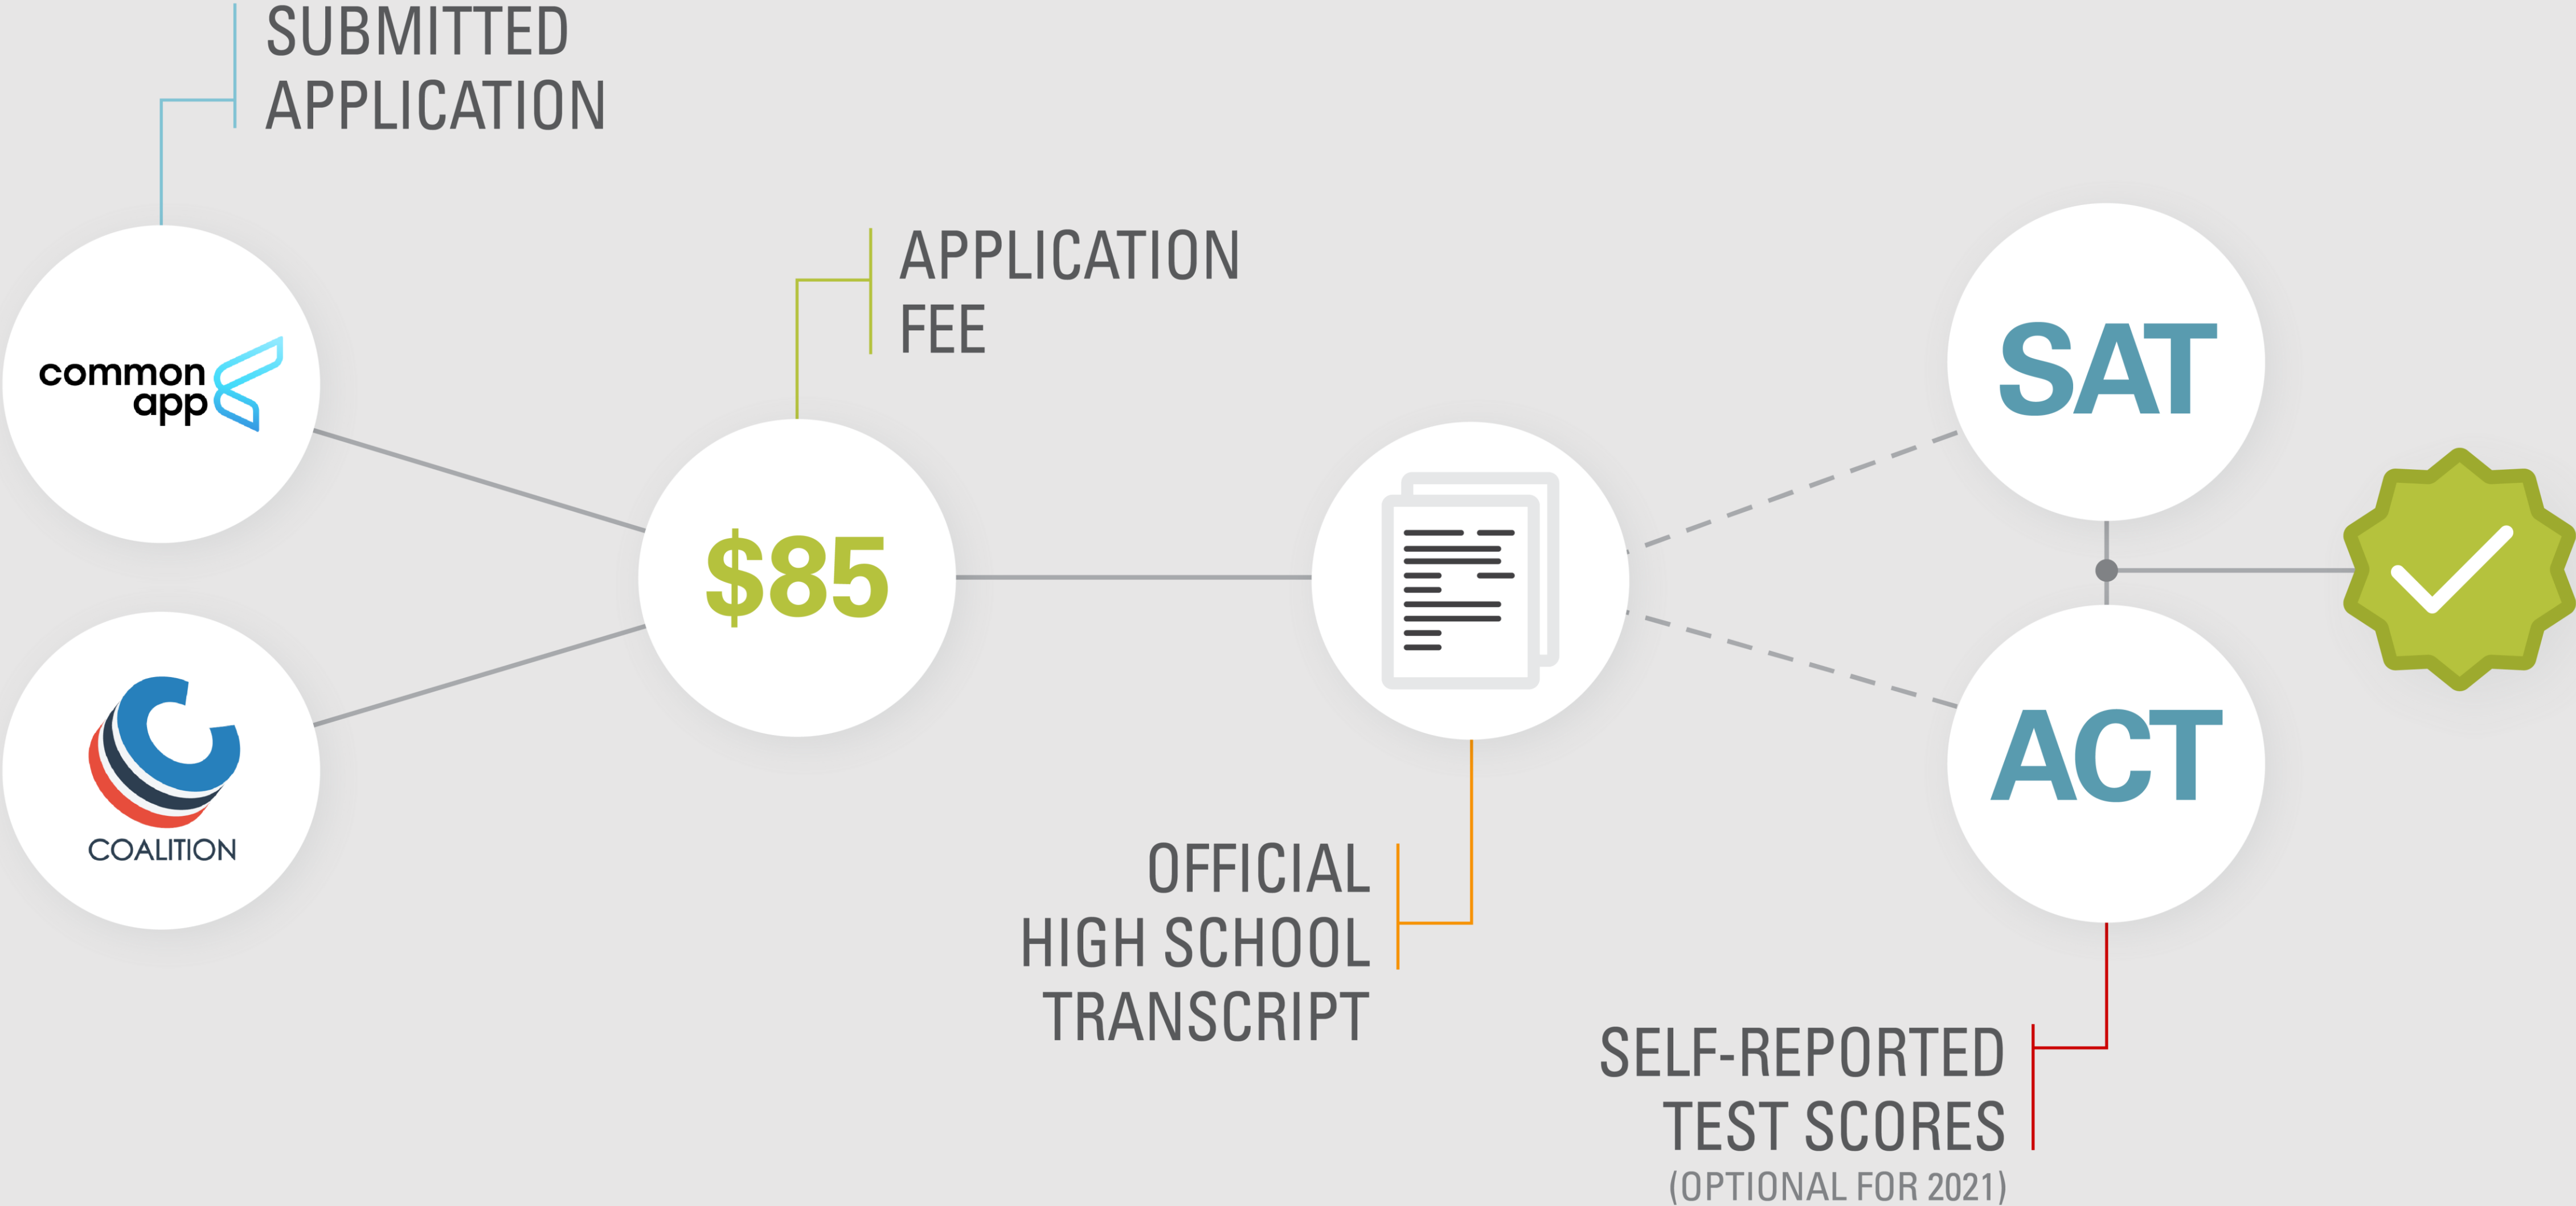 SUBMITTED
APPLICATION
common
app
COALITION
APPLICATION
FEE
$85
OFFICIAL
HIGH SCHOOL
TRANSCRIPT
SAT
ACT
SELF-REPORTED
TEST SCORES
(OPTIONAL FOR 2021)